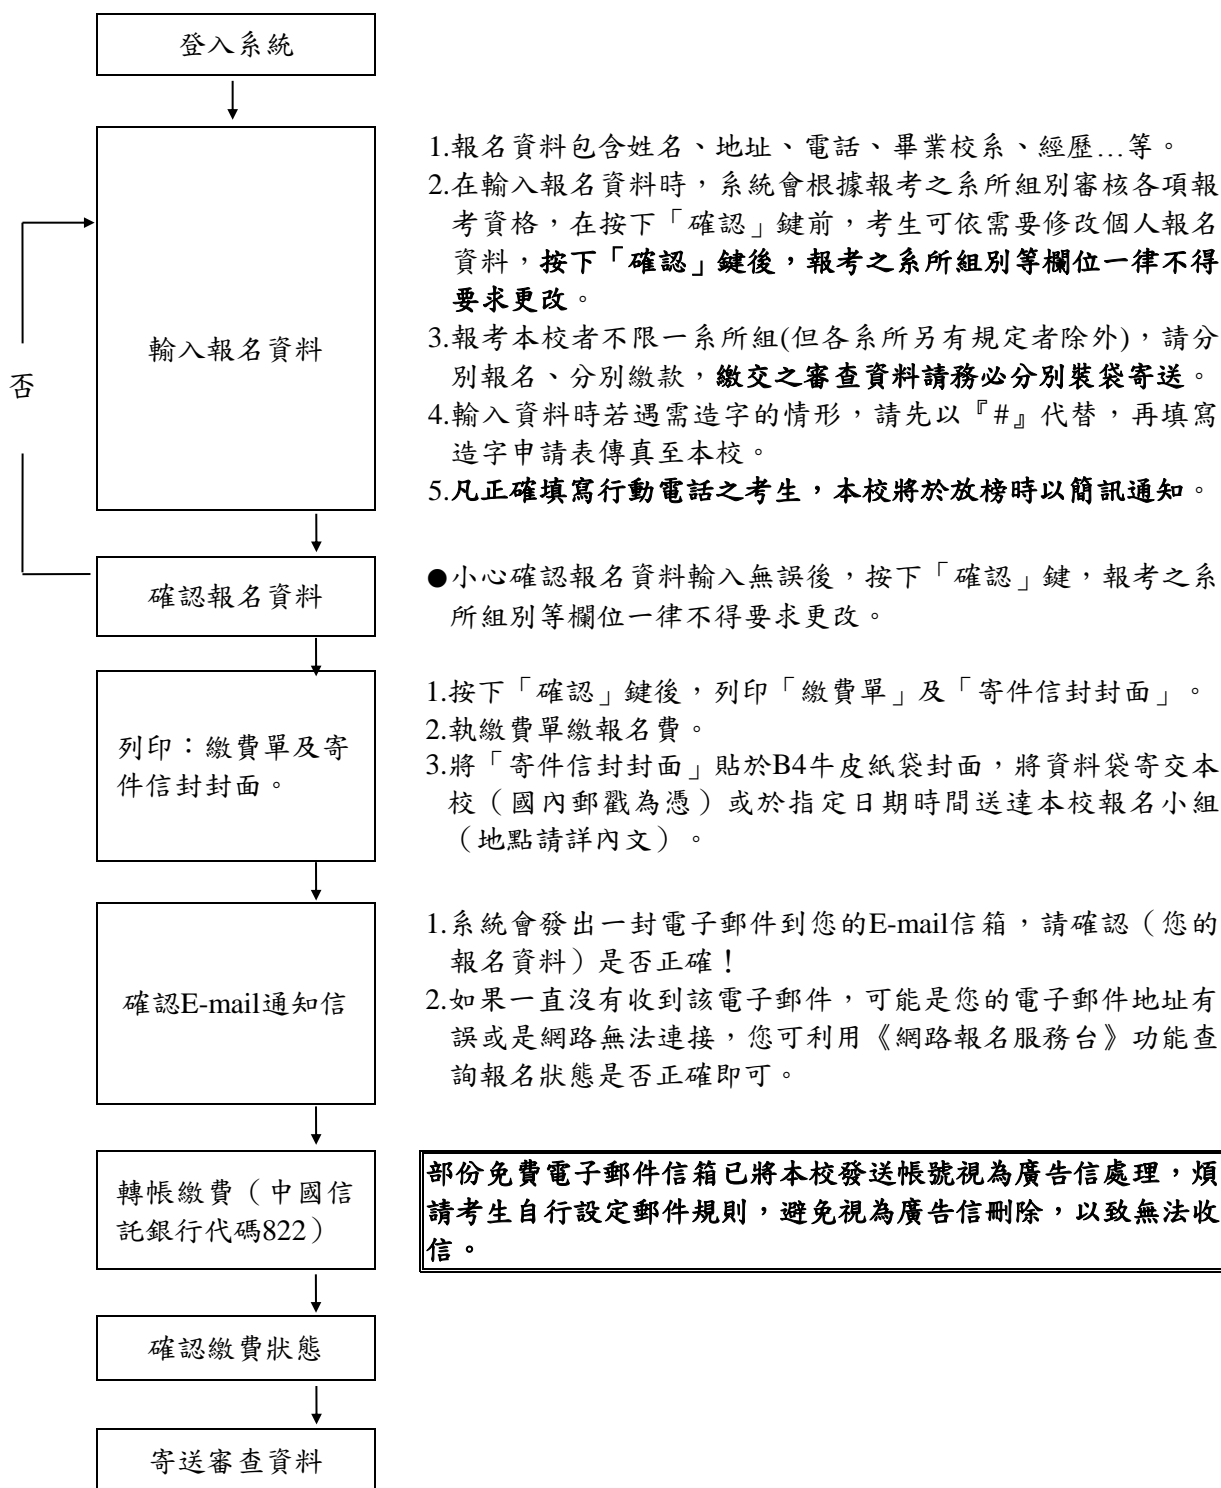 登入系統
輸入報名資料
1.報名資料包含姓名、地址、電話、畢業校系、經歷…等。
2.在輸入報名資料時，系統會根據報考之系所組別審核各項報
考資格，在按下「確認」鍵前，考生可依需要修改個人報名
資料，按下「確認」鍵後，報考之系所組別等欄位一律不得
要求更改。
3.報考本校者不限一系所組(但各系所另有規定者除外)，請分
別報名、分別繳款，繳交之審查資料請務必分別裝袋寄送。
4.輸入資料時若遇需造字的情形，請先以『#』代替，再填寫
造字申請表傳真至本校。
5.凡正確填寫行動電話之考生，本校將於放榜時以簡訊通知。
否
確認報名資料
●小心確認報名資料輸入無誤後，按下「確認」鍵，報考之系
所組別等欄位一律不得要求更改。
列印：繳費單及寄
件信封封面。
1.按下「確認」鍵後，列印「繳費單」及「寄件信封封面」。
2.執繳費單繳報名費。
3.將「寄件信封封面」貼於B4牛皮紙袋封面，將資料袋寄交本
校（國內郵戳為憑）或於指定日期時間送達本校報名小組
（地點請詳內文）。
確認E-mail通知信
1.系統會發出一封電子郵件到您的E-mail信箱，請確認（您的
報名資料）是否正確！
2.如果一直沒有收到該電子郵件，可能是您的電子郵件地址有
誤或是網路無法連接，您可利用《網路報名服務台》功能查
詢報名狀態是否正確即可。
轉帳繳費（中國信
託銀行代碼822）
部份免費電子郵件信箱已將本校發送帳號視為廣告信處理，煩
請考生自行設定郵件規則，避免視為廣告信刪除，以致無法收
信。
確認繳費狀態
寄送審查資料